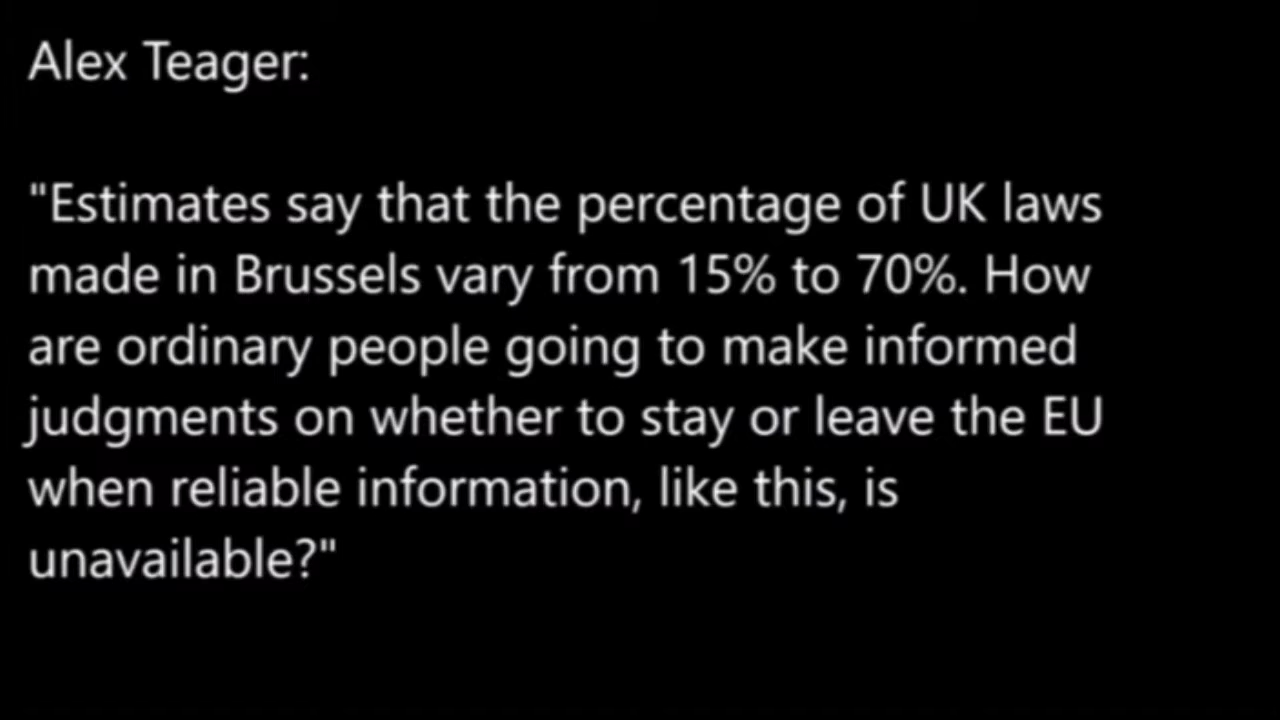 Alex Teager:
"Estimates say that the percentage of UK laws
made in Brussels vary from 15% to 70%. How
are ordinary people going to make informed
judgments on whether to stay or leave the EU
when reliable information, like this, is
unavailable?"